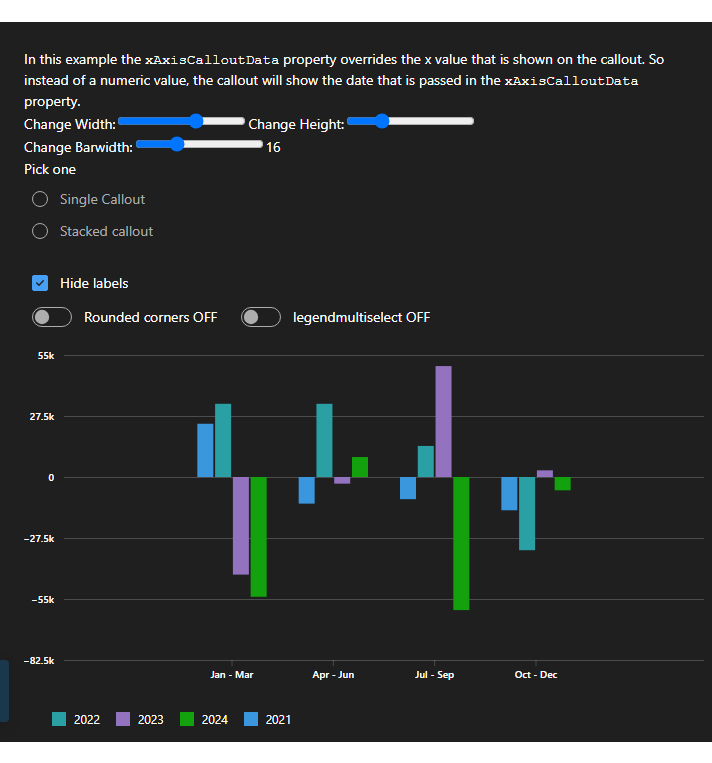 In this example the xAxisCalloutData property overrides the x value that is shown on the callout. So
instead of a numeric value, the callout will show the date that is passed in the xAxisCalloutData
property.
Change Width: Change Height:
Change Barwidth: 16
Pick one
Single Callout
Stacked callout
Hide labels
Rounded corners OFF legendmultiselect OFF
55k
27.5k
0
−27.5k
−55k
−82.5k
Jan - Mar Apr - Jun Jul - Sep Oct - Dec
2022 2023 2024 2021